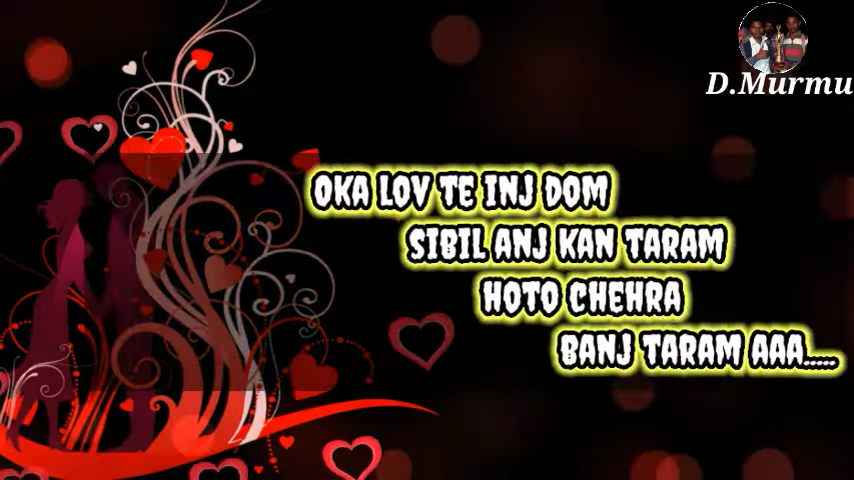 D.Murmu
OKA LOV TE INJ DOM
SIBIL ANJ KAN TARAM
HOTO CHEHRA
BANJ TARAM AAA.....